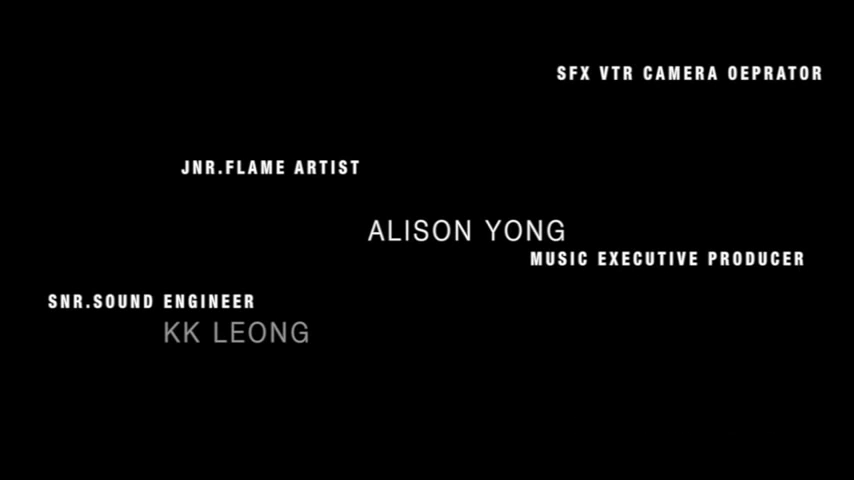 SFX VTR CAMERA OEPRATOR
JNR.FLAME ARTIST
ALISON YONG
MUSIC EXECUTIVE PRODUCER
SNR.SOUND ENGINEER
KK LEONG